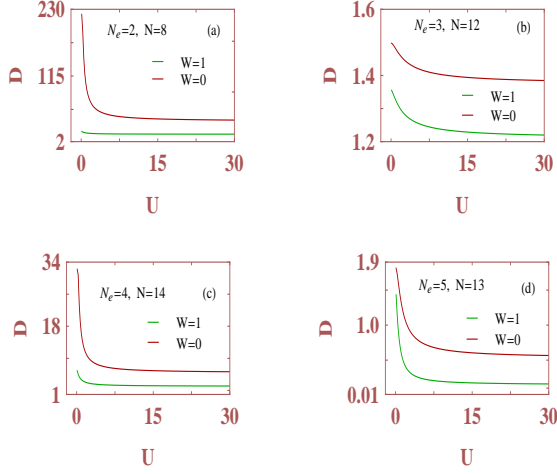 230
N_e=2, N=8 (a)
D
115
W=1
W=0
2
0 15 30
U
1.6
N_e=3, N=12 (b)
D
1.4
W=1
W=0
1.2
0 15 30
U
34
N_e=4, N=14 (c)
D
18
W=1
W=0
1
0 15 30
U
1.9
N_e=5, N=13 (d)
D
1.0
W=1
W=0
0.01
0 15 30
U